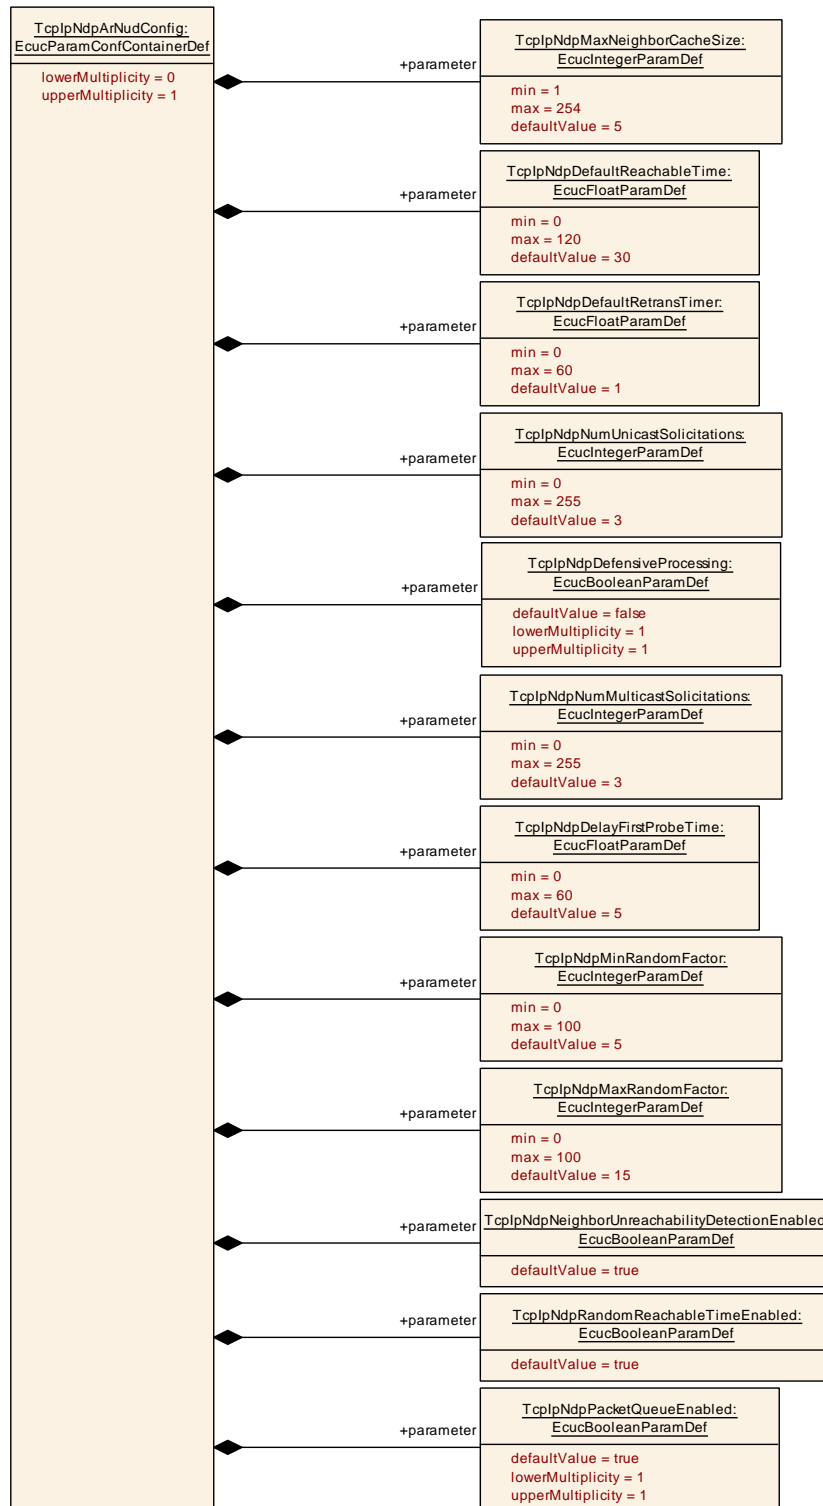 TcpIpNdpArNudConfig:
EcucParamConfContainerDef
lowerMultiplicity = 0
upperMultiplicity = 1
+parameter
TcpIpNdpMaxNeighborCacheSize:
EcucIntegerParamDef
min = 1
max = 254
defaultValue = 5
+parameter
TcpIpNdpDefaultReachableTime:
EcucFloatParamDef
min = 0
max = 120
defaultValue = 30
+parameter
TcpIpNdpDefaultRetransTimer:
EcucFloatParamDef
min = 0
max = 60
defaultValue = 1
+parameter
TcpIpNdpNumUnicastSolicitations:
EcucIntegerParamDef
min = 0
max = 255
defaultValue = 3
+parameter
TcpIpNdpDefensiveProcessing:
EcucBooleanParamDef
defaultValue = false
lowerMultiplicity = 1
upperMultiplicity = 1
+parameter
TcpIpNdpNumMulticastSolicitations:
EcucIntegerParamDef
min = 0
max = 255
defaultValue = 3
+parameter
TcpIpNdpDelayFirstProbeTime:
EcucFloatParamDef
min = 0
max = 60
defaultValue = 5
+parameter
TcpIpNdpMinRandomFactor:
EcucIntegerParamDef
min = 0
max = 100
defaultValue = 5
+parameter
TcpIpNdpMaxRandomFactor:
EcucIntegerParamDef
min = 0
max = 100
defaultValue = 15
+parameter
TcpIpNdpNeighborUnreachabilityDetectionEnabled
EcucBooleanParamDef
defaultValue = true
+parameter
TcpIpNdpRandomReachableTimeEnabled:
EcucBooleanParamDef
defaultValue = true
+parameter
TcpIpNdpPacketQueueEnabled:
EcucBooleanParamDef
defaultValue = true
lowerMultiplicity = 1
upperMultiplicity = 1